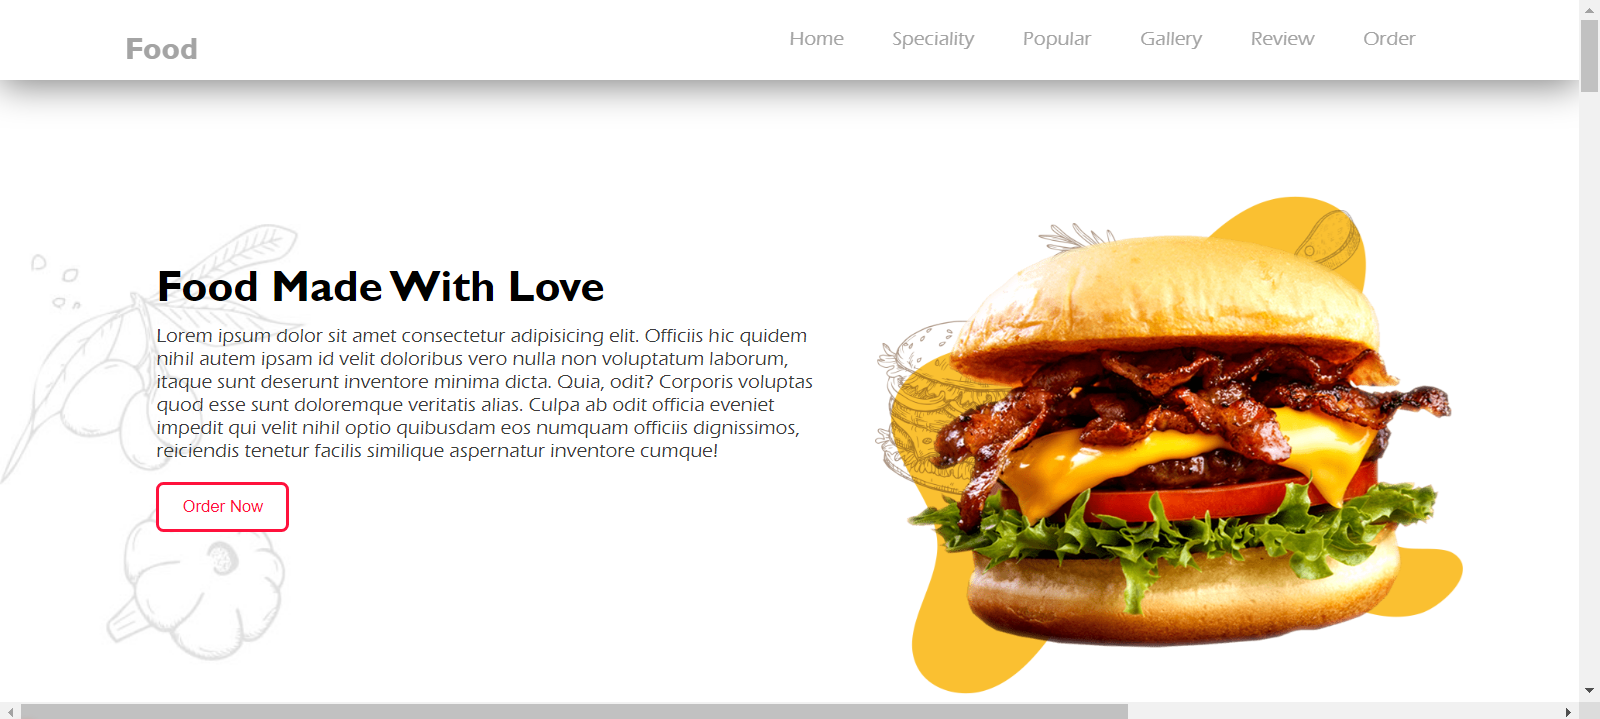 Food
Home Speciality Popular Gallery Review Order
Food Made With Love
Lorem ipsum dolor sit amet consectetur adipisicing elit. Officiis hic quidem
nihil autem ipsam id velit doloribus vero nulla non voluptatum laborum,
itaque sunt deserunt inventore minima dicta. Quia, odit? Corporis voluptas
quod esse sunt doloremque veritatis alias. Culpa ab odit officia eveniet
impedit qui velit nihil optio quibusdam eos numquam officiis dignissimos,
reiciendis tenetur facilis similique aspernatur inventore cumque!
Order Now